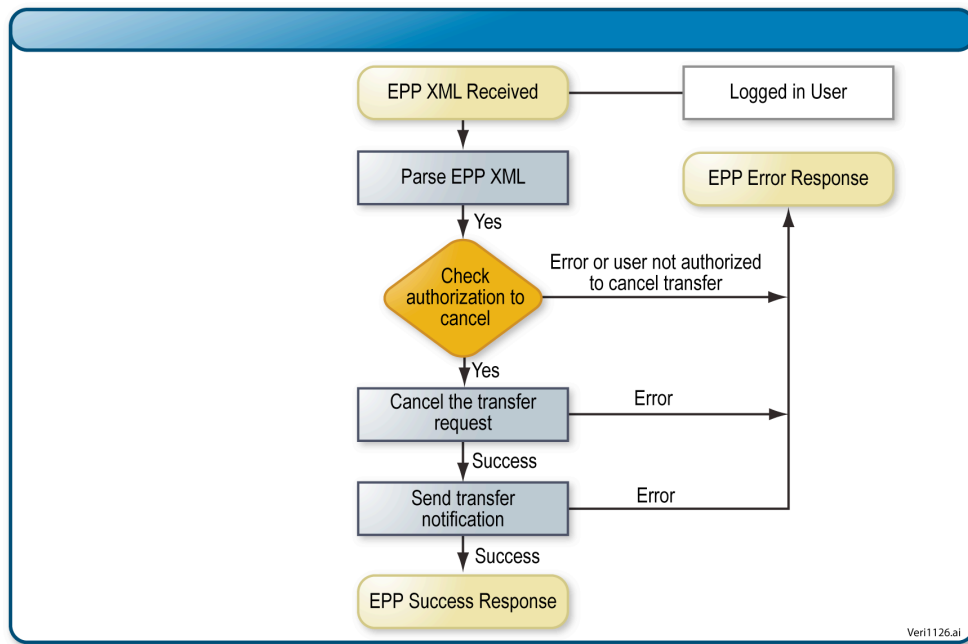 EPP XML Received
Logged in User
Parse EPP XML
EPP Error Response
Yes
Check
authorization to
cancel
Error or user not authorized
to cancel transfer
Yes
Cancel the transfer
request
Error
Success
Send transfer
notification
Error
Success
EPP Success Response
Veri1126.ai